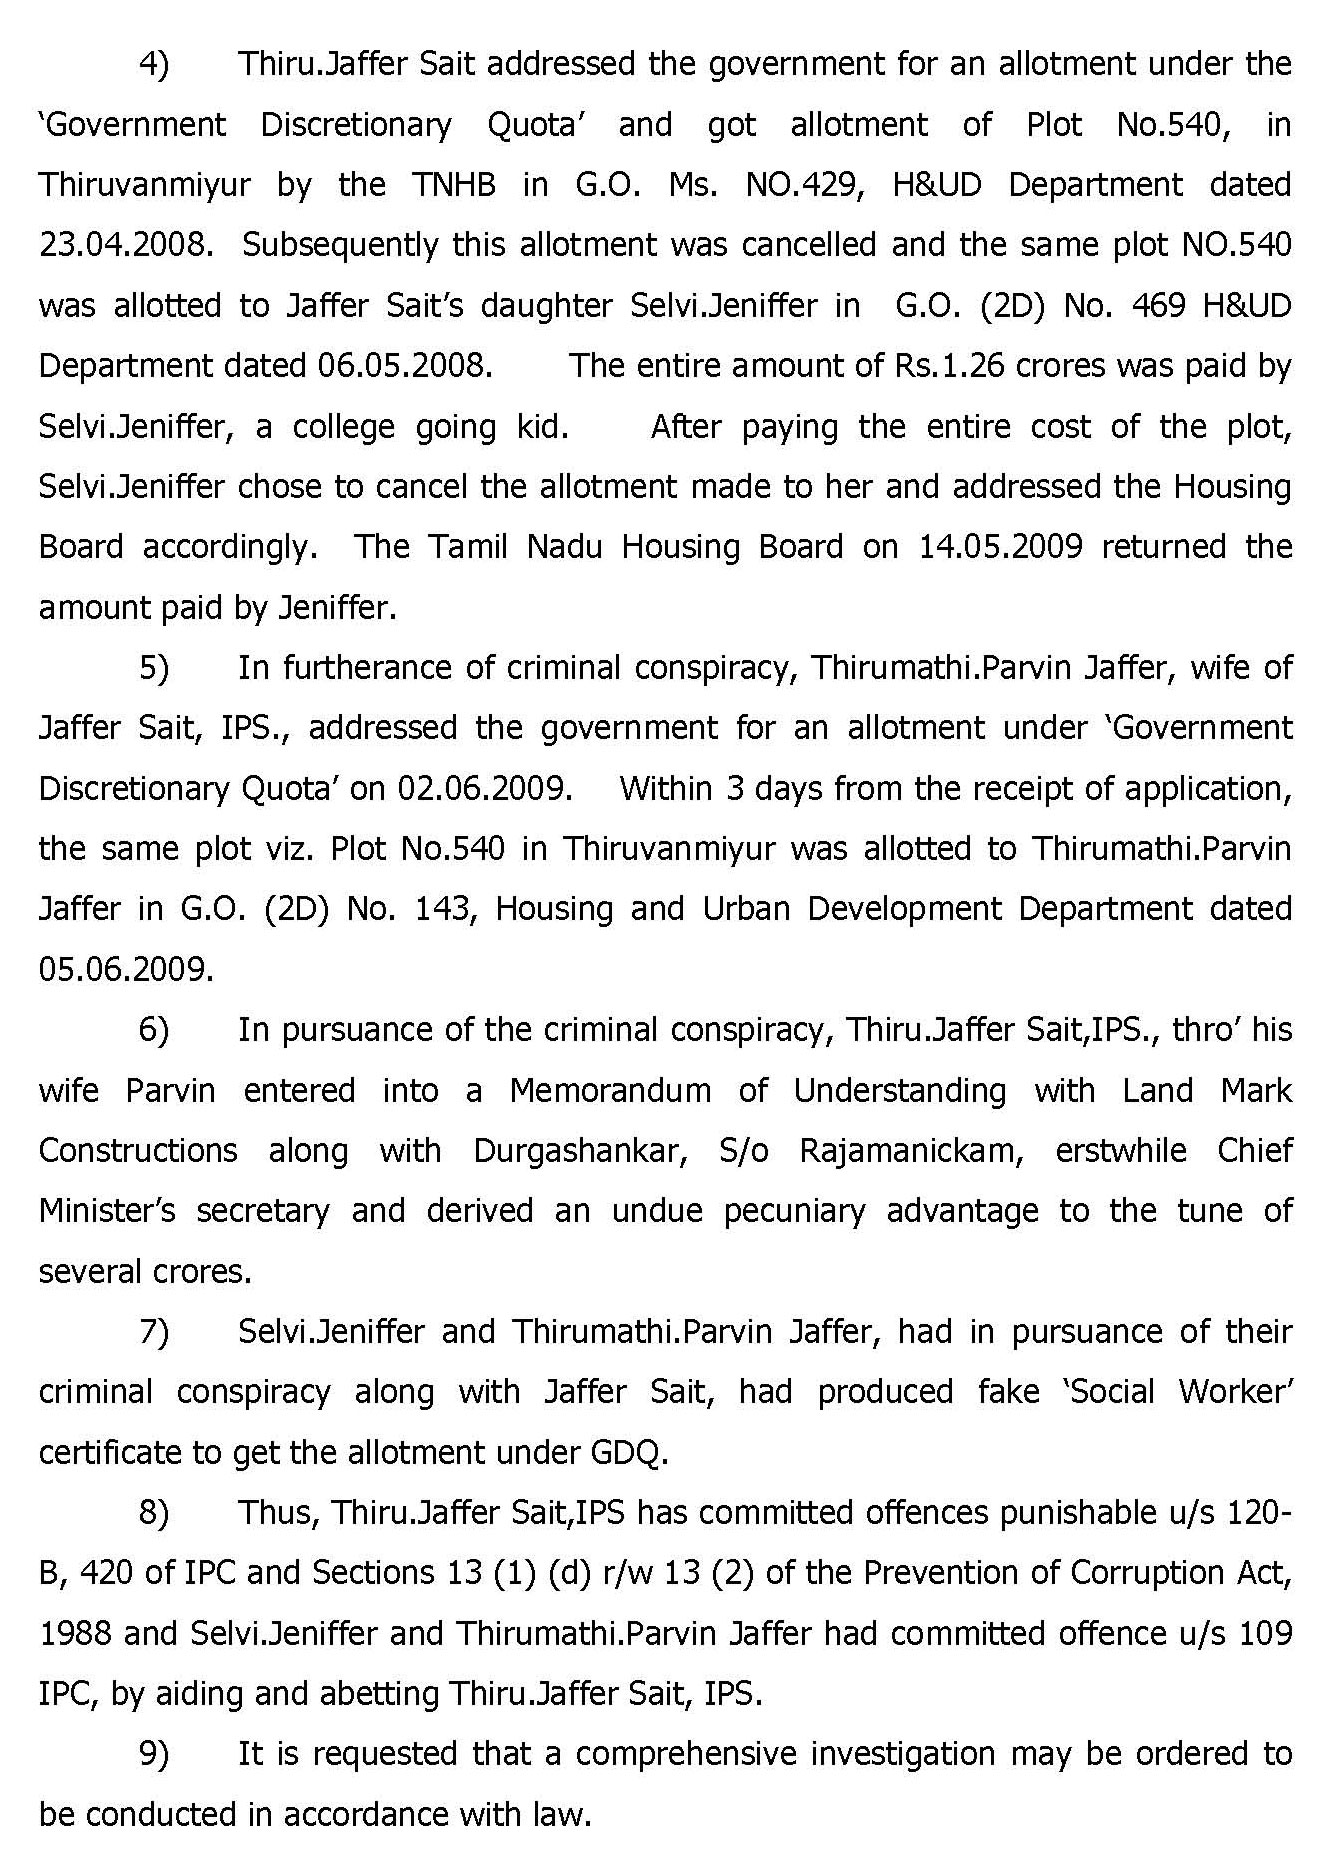 4) Thiru.Jaffer Sait addressed the government for an allotment under the
‘Government Discretionary Quota’ and got allotment of Plot No.540, in
Thiruvanmiyur by the TNHB in G.O. Ms. NO.429, H&UD Department dated
23.04.2008. Subsequently this allotment was cancelled and the same plot NO.540
was allotted to Jaffer Sait’s daughter Selvi.Jeniffer in G.O. (2D) No. 469 H&UD
Department dated 06.05.2008. The entire amount of Rs.1.26 crores was paid by
Selvi.Jeniffer, a college going kid. After paying the entire cost of the plot,
Selvi.Jeniffer chose to cancel the allotment made to her and addressed the Housing
Board accordingly. The Tamil Nadu Housing Board on 14.05.2009 returned the
amount paid by Jeniffer.
5) In furtherance of criminal conspiracy, Thirumathi.Parvin Jaffer, wife of
Jaffer Sait, IPS., addressed the government for an allotment under ‘Government
Discretionary Quota’ on 02.06.2009. Within 3 days from the receipt of application,
the same plot viz. Plot No.540 in Thiruvanmiyur was allotted to Thirumathi.Parvin
Jaffer in G.O. (2D) No. 143, Housing and Urban Development Department dated
05.06.2009.
6) In pursuance of the criminal conspiracy, Thiru.Jaffer Sait,IPS., thro’ his
wife Parvin entered into a Memorandum of Understanding with Land Mark
Constructions along with Durgashankar, S/o Rajamanickam, erstwhile Chief
Minister’s secretary and derived an undue pecuniary advantage to the tune of
several crores.
7) Selvi.Jeniffer and Thirumathi.Parvin Jaffer, had in pursuance of their
criminal conspiracy along with Jaffer Sait, had produced fake ‘Social Worker’
certificate to get the allotment under GDQ.
8) Thus, Thiru.Jaffer Sait,IPS has committed offences punishable u/s 120-
B, 420 of IPC and Sections 13 (1) (d) r/w 13 (2) of the Prevention of Corruption Act,
1988 and Selvi.Jeniffer and Thirumathi.Parvin Jaffer had committed offence u/s 109
IPC, by aiding and abetting Thiru.Jaffer Sait, IPS.
9) It is requested that a comprehensive investigation may be ordered to
be conducted in accordance with law.